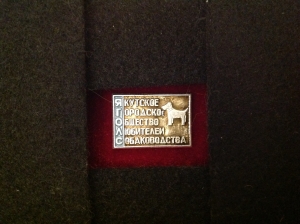 ЯКУТСКОЕ
ГОРОДСКОЕ
ОБЩЕСТВО
ЛЮБИТЕЛЕЙ
СОБАКОВОДСТВА